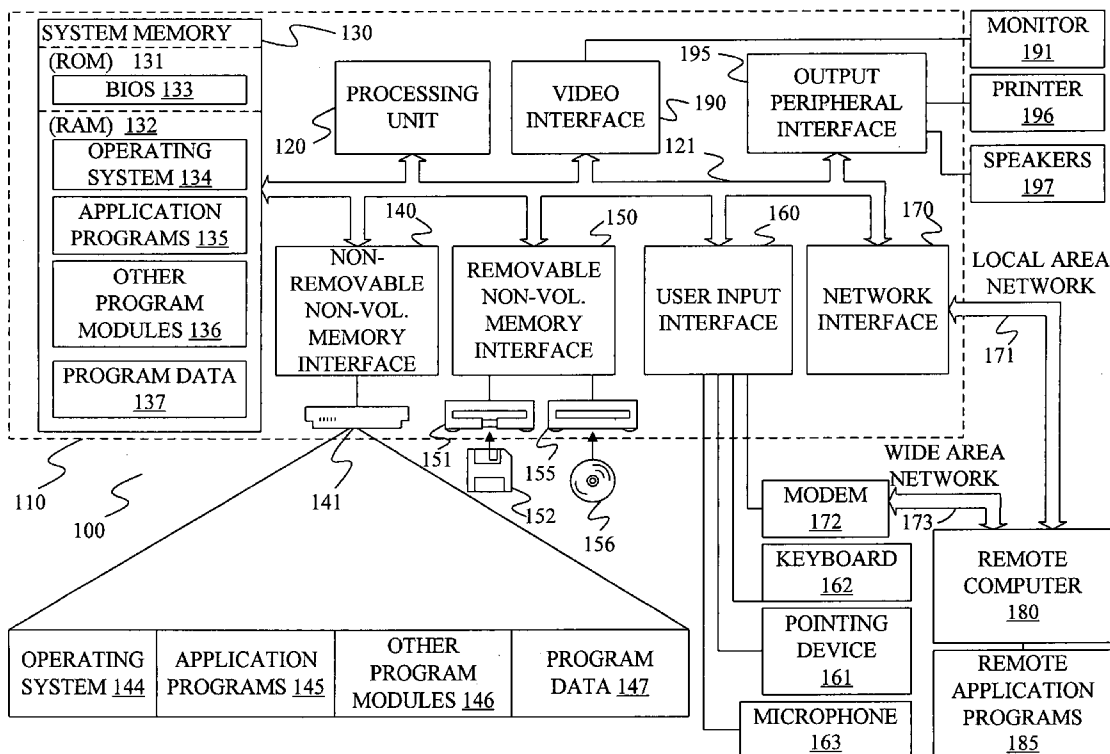 SYSTEM MEMORY
130
(ROM) 131
BIOS 133
(RAM) 132
OPERATING
SYSTEM 134
APPLICATION
PROGRAMS 135
OTHER
PROGRAM
MODULES 136
PROGRAM DATA
137
PROCESSING
UNIT
120
VIDEO
INTERFACE
190
195
OUTPUT
PERIPHERAL
INTERFACE
121
MONITOR
191
PRINTER
196
SPEAKERS
197
140
NON-
REMOVABLE
NON-VOL.
MEMORY
INTERFACE
150
REMOVABLE
NON-VOL.
MEMORY
INTERFACE
160
USER INPUT
INTERFACE
170
NETWORK
INTERFACE
LOCAL AREA
NETWORK
171
110
100
141
151
152
155
156
WIDE AREA
NETWORK
173
MODEM
172
KEYBOARD
162
POINTING
DEVICE
161
MICROPHONE
163
REMOTE
COMPUTER
180
REMOTE
APPLICATION
PROGRAMS
185
OPERATING
SYSTEM 144
APPLICATION
PROGRAMS 145
OTHER
PROGRAM
MODULES 146
PROGRAM
DATA 147